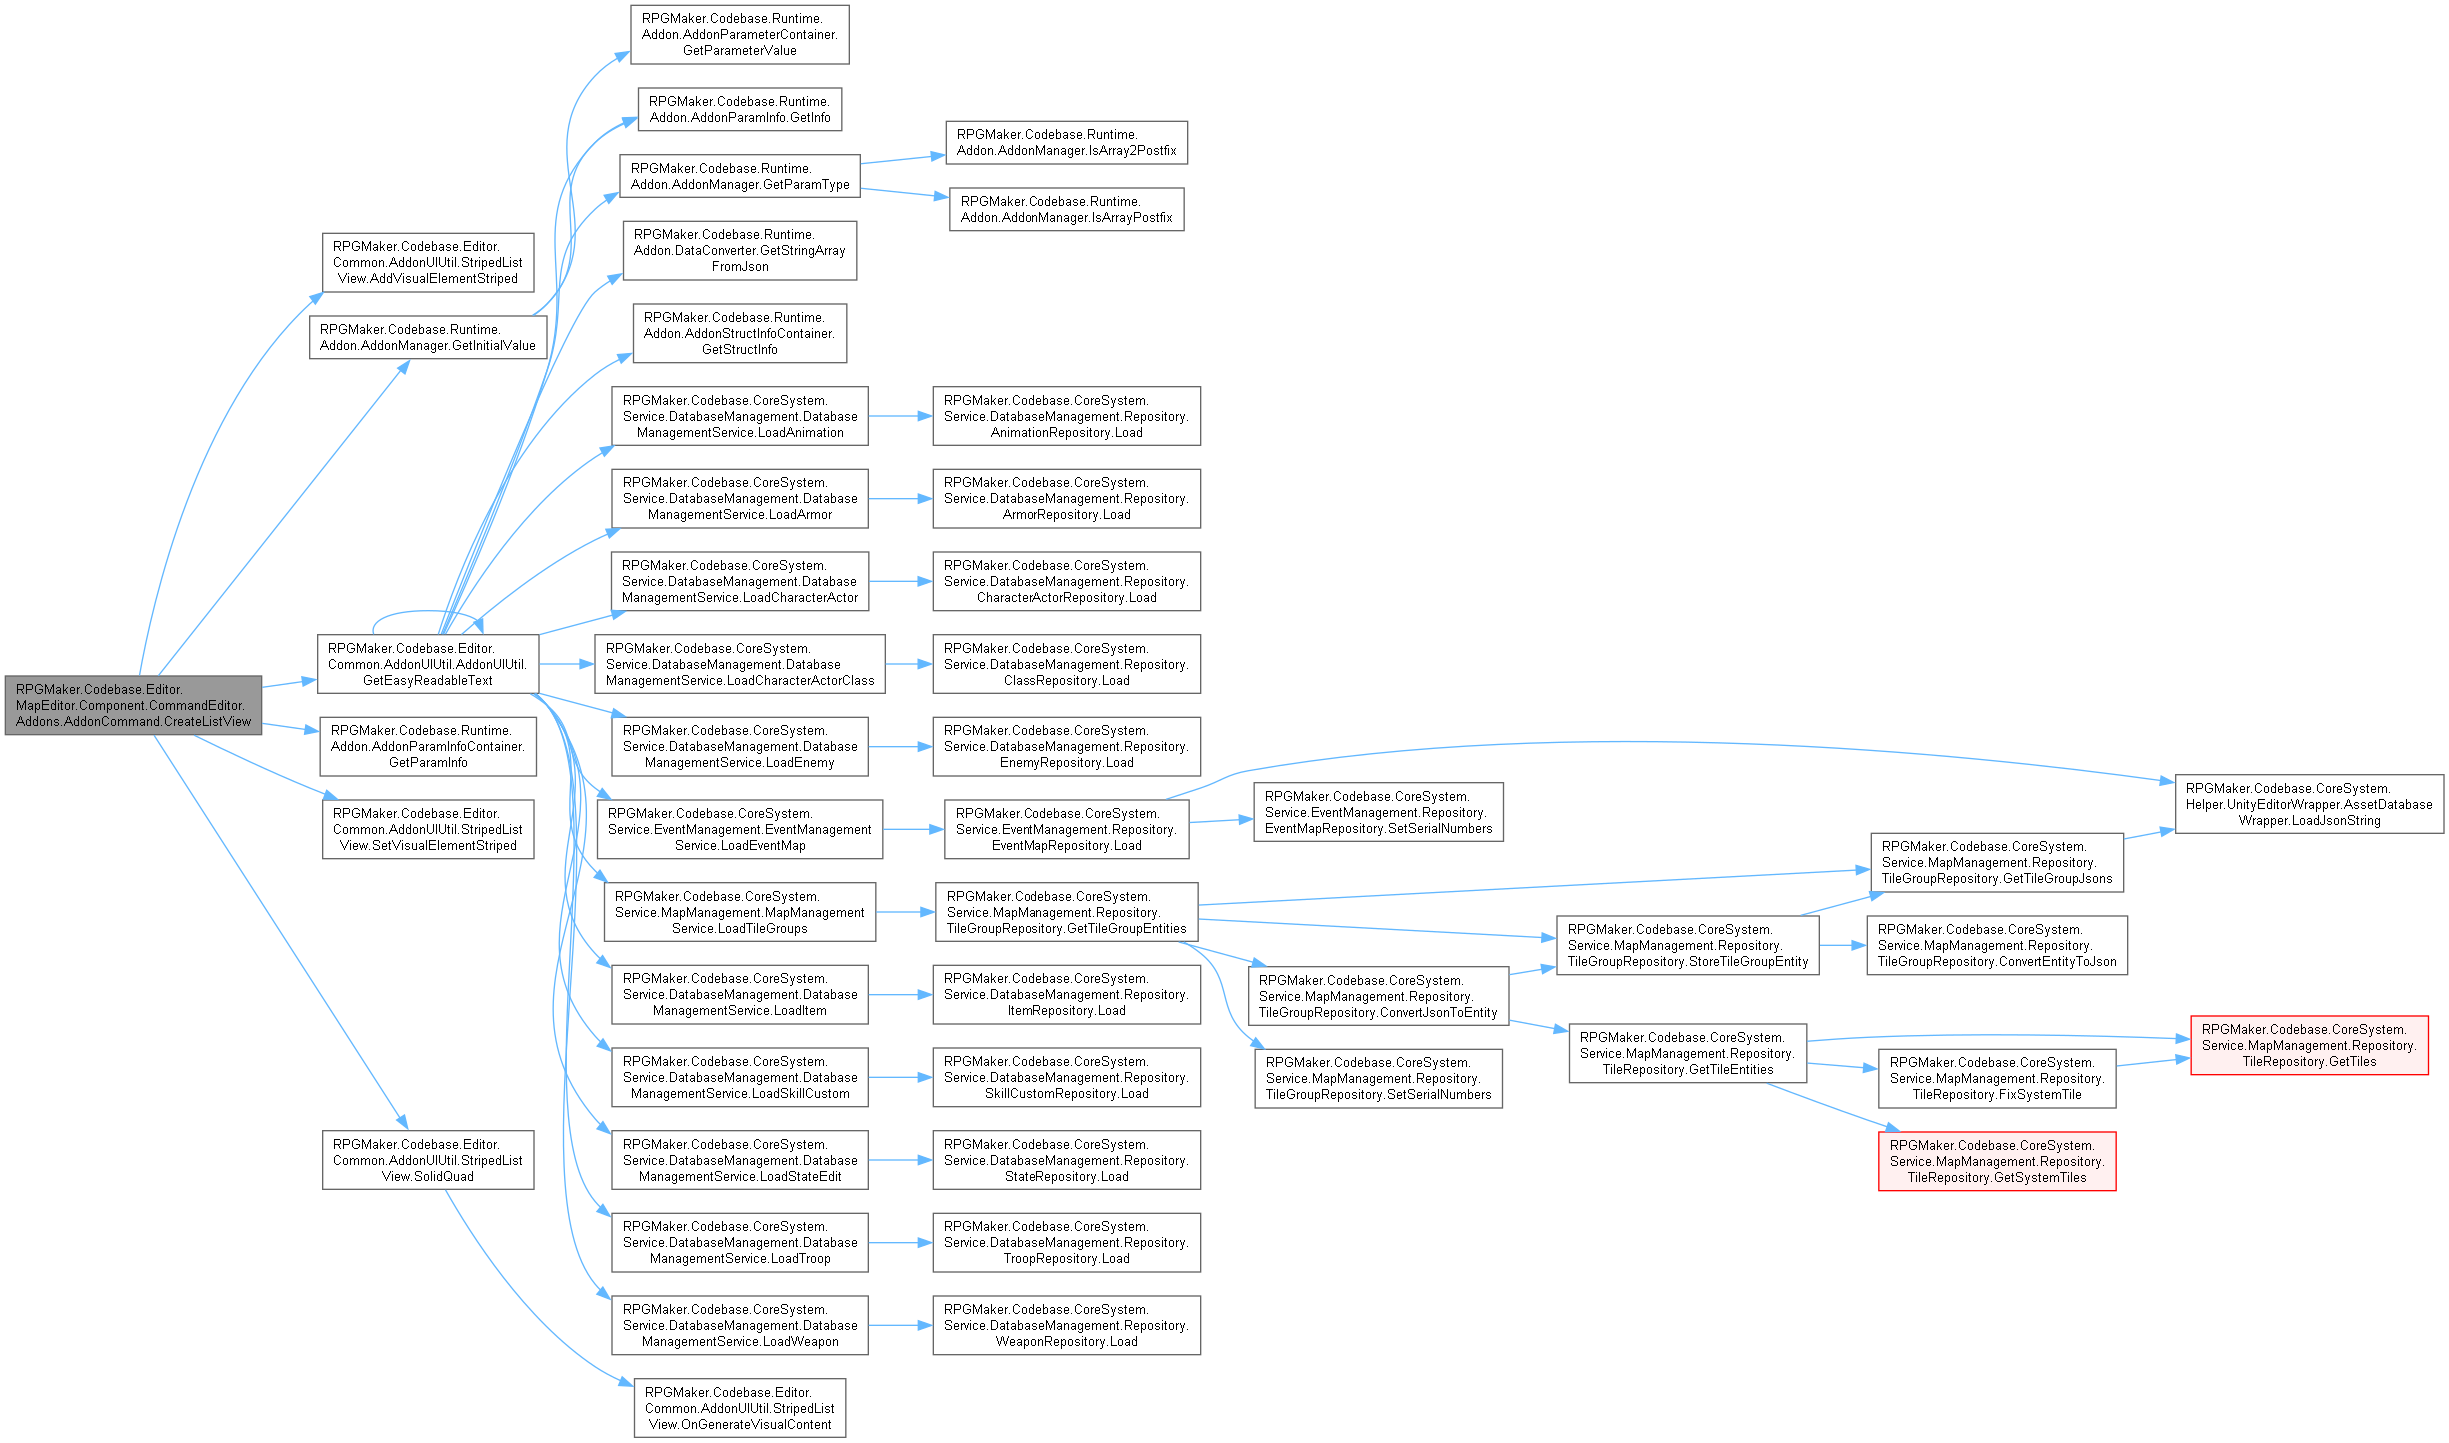 RPGMaker.Codebase.Editor.
MapEditor.Component.CommandEditor.
Addons.AddonCommand.CreateListView
RPGMaker.Codebase.Editor.
Common.AddonUIUtil.StripedList
View.AddVisualElementStriped
RPGMaker.Codebase.Runtime.
Addon.AddonManager.GetInitialValue
RPGMaker.Codebase.Editor.
Common.AddonUIUtil.AddonUIUtil.
GetEasyReadableText
RPGMaker.Codebase.Runtime.
Addon.AddonParamInfoContainer.
GetParamInfo
RPGMaker.Codebase.Editor.
Common.AddonUIUtil.StripedList
View.SetVisualElementStriped
RPGMaker.Codebase.Editor.
Common.AddonUIUtil.StripedList
View.SolidQuad
RPGMaker.Codebase.Runtime.
Addon.AddonParameterContainer.
GetParameterValue
RPGMaker.Codebase.Runtime.
Addon.AddonParamInfo.GetInfo
RPGMaker.Codebase.Runtime.
Addon.AddonManager.GetParamType
RPGMaker.Codebase.Runtime.
Addon.DataConverter.GetStringArray
FromJson
RPGMaker.Codebase.Runtime.
Addon.AddonStructInfoContainer.
GetStructInfo
RPGMaker.Codebase.CoreSystem.
Service.DatabaseManagement.Database
ManagementService.LoadAnimation
RPGMaker.Codebase.CoreSystem.
Service.DatabaseManagement.Database
ManagementService.LoadArmor
RPGMaker.Codebase.CoreSystem.
Service.DatabaseManagement.Database
ManagementService.LoadCharacterActor
RPGMaker.Codebase.CoreSystem.
Service.DatabaseManagement.Database
ManagementService.LoadCharacterActorClass
RPGMaker.Codebase.CoreSystem.
Service.DatabaseManagement.Database
ManagementService.LoadEnemy
RPGMaker.Codebase.CoreSystem.
Service.EventManagement.EventManagement
Service.LoadEventMap
RPGMaker.Codebase.CoreSystem.
Service.MapManagement.MapManagement
Service.LoadTileGroups
RPGMaker.Codebase.CoreSystem.
Service.DatabaseManagement.Database
ManagementService.LoadItem
RPGMaker.Codebase.CoreSystem.
Service.DatabaseManagement.Database
ManagementService.LoadSkillCustom
RPGMaker.Codebase.CoreSystem.
Service.DatabaseManagement.Database
ManagementService.LoadStateEdit
RPGMaker.Codebase.CoreSystem.
Service.DatabaseManagement.Database
ManagementService.LoadTroop
RPGMaker.Codebase.CoreSystem.
Service.DatabaseManagement.Database
ManagementService.LoadWeapon
RPGMaker.Codebase.Editor.
Common.AddonUIUtil.StripedList
View.OnGenerateVisualContent
RPGMaker.Codebase.Runtime.
Addon.AddonManager.IsArray2Postfix
RPGMaker.Codebase.Runtime.
Addon.AddonManager.IsArrayPostfix
RPGMaker.Codebase.CoreSystem.
Service.DatabaseManagement.Repository.
AnimationRepository.Load
RPGMaker.Codebase.CoreSystem.
Service.DatabaseManagement.Repository.
ArmorRepository.Load
RPGMaker.Codebase.CoreSystem.
Service.DatabaseManagement.Repository.
CharacterActorRepository.Load
RPGMaker.Codebase.CoreSystem.
Service.DatabaseManagement.Repository.
ClassRepository.Load
RPGMaker.Codebase.CoreSystem.
Service.DatabaseManagement.Repository.
EnemyRepository.Load
RPGMaker.Codebase.CoreSystem.
Service.EventManagement.Repository.
EventMapRepository.Load
RPGMaker.Codebase.CoreSystem.
Service.MapManagement.Repository.
TileGroupRepository.GetTileGroupEntities
RPGMaker.Codebase.CoreSystem.
Service.DatabaseManagement.Repository.
ItemRepository.Load
RPGMaker.Codebase.CoreSystem.
Service.DatabaseManagement.Repository.
SkillCustomRepository.Load
RPGMaker.Codebase.CoreSystem.
Service.DatabaseManagement.Repository.
StateRepository.Load
RPGMaker.Codebase.CoreSystem.
Service.DatabaseManagement.Repository.
TroopRepository.Load
RPGMaker.Codebase.CoreSystem.
Service.DatabaseManagement.Repository.
WeaponRepository.Load
RPGMaker.Codebase.CoreSystem.
Service.EventManagement.Repository.
EventMapRepository.SetSerialNumbers
RPGMaker.Codebase.CoreSystem.
Service.MapManagement.Repository.
TileGroupRepository.ConvertJsonToEntity
RPGMaker.Codebase.CoreSystem.
Service.MapManagement.Repository.
TileGroupRepository.SetSerialNumbers
RPGMaker.Codebase.CoreSystem.
Service.MapManagement.Repository.
TileGroupRepository.StoreTileGroupEntity
RPGMaker.Codebase.CoreSystem.
Service.MapManagement.Repository.
TileRepository.GetTileEntities
RPGMaker.Codebase.CoreSystem.
Service.MapManagement.Repository.
TileGroupRepository.GetTileGroupJsons
RPGMaker.Codebase.CoreSystem.
Service.MapManagement.Repository.
TileGroupRepository.ConvertEntityToJson
RPGMaker.Codebase.CoreSystem.
Service.MapManagement.Repository.
TileRepository.FixSystemTile
RPGMaker.Codebase.CoreSystem.
Service.MapManagement.Repository.
TileRepository.GetSystemTiles
RPGMaker.Codebase.CoreSystem.
Helper.UnityEditorWrapper.AssetDatabase
Wrapper.LoadJsonString
RPGMaker.Codebase.CoreSystem.
Service.MapManagement.Repository.
TileRepository.GetTiles